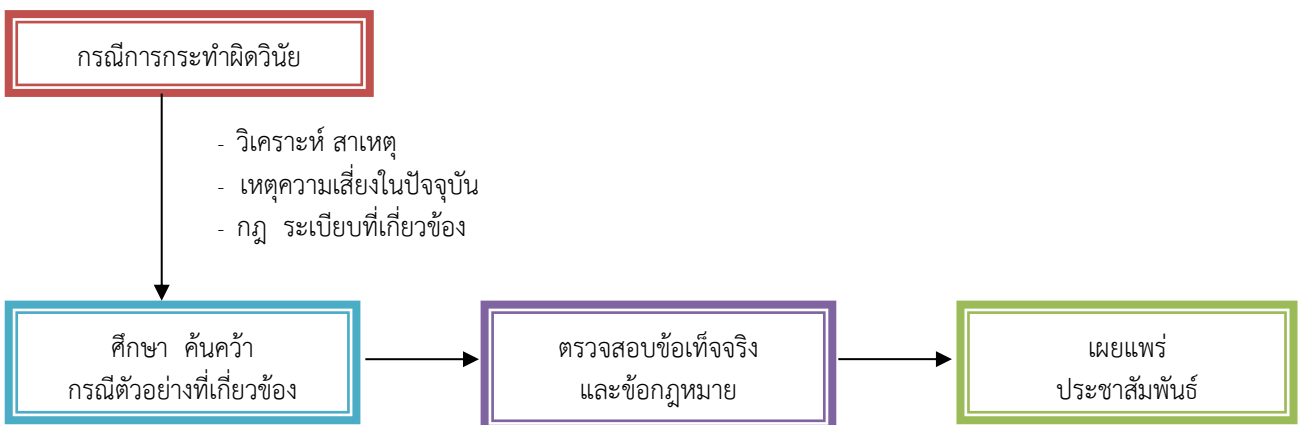 กรณีการกระทำผิดวินัย
- วิเคราะห์ สาเหตุ
- เหตุความเสี่ยงในปัจจุบัน
- กฎ ระเบียบที่เกี่ยวข้อง
ศึกษา ค้นคว้า
กรณีตัวอย่างที่เกี่ยวข้อง
ตรวจสอบข้อเท็จจริง
และข้อกฎหมาย
เผยแพร่
ประชาสัมพันธ์